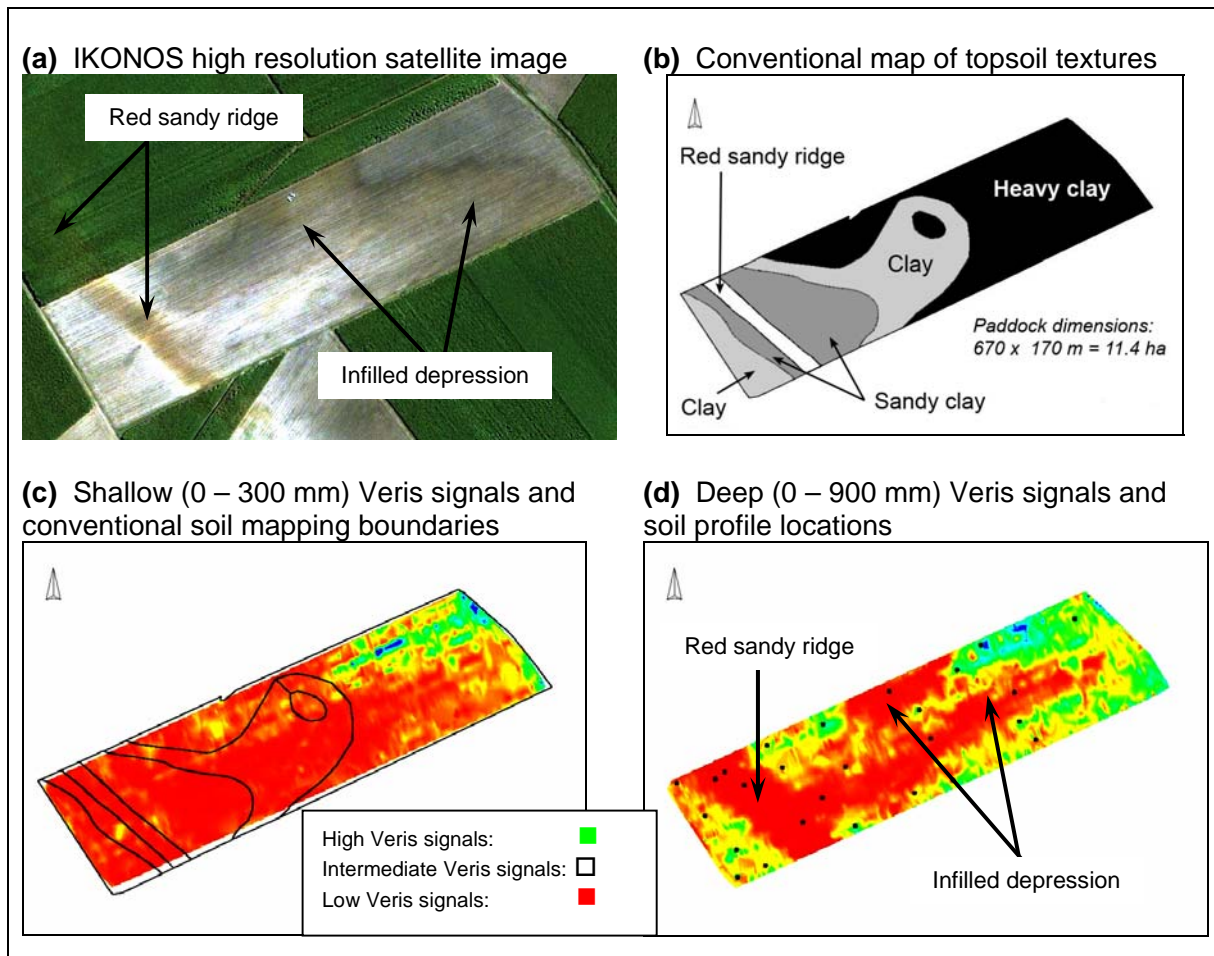 (a) IKONOS high resolution satellite image
Red sandy ridge
Infilled depression
(b) Conventional map of topsoil textures
Red sandy ridge
Heavy clay
Clay
Paddock dimensions:
670 x 170 m = 11.4 ha
Clay
Sandy clay
(c) Shallow (0 – 300 mm) Veris signals and
conventional soil mapping boundaries
High Veris signals:
Intermediate Veris signals:
Low Veris signals:
(d) Deep (0 – 900 mm) Veris signals and
soil profile locations
Red sandy ridge
Infilled depression